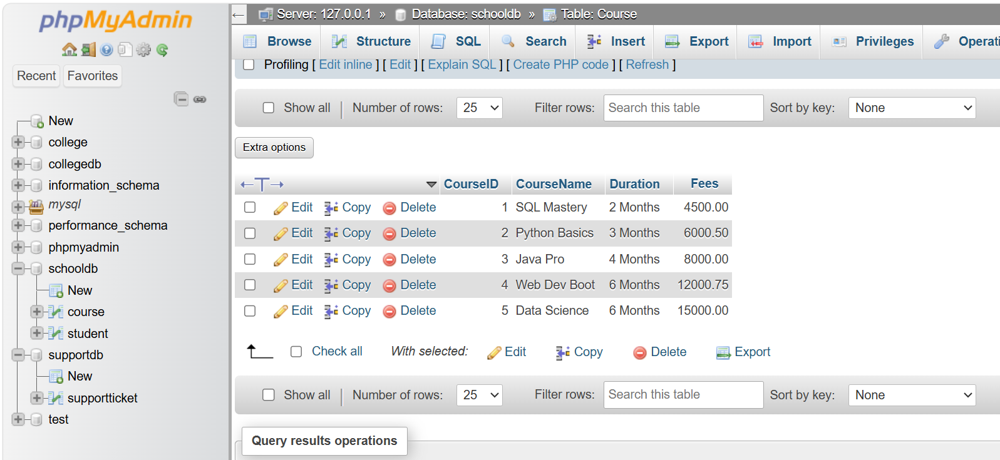 phpMyAdmin
Recent Favorites
New
college
collegedb
information_schema
mysql
performance_schema
phpmyadmin
schooldb
New
course
student
supportdb
New
supportticket
test
Server: 127.0.0.1 » Database: schooldb » Table: Course
Browse Structure SQL Search Insert Export Import Privileges Operati
Profiling [ Edit inline ] [ Edit ] [ Explain SQL ] [ Create PHP code ] [ Refresh ]
Show all Number of rows: 25 Filter rows: Search this table Sort by key: None
Extra options
←T→ CourseID CourseName Duration Fees
Edit Copy Delete 1 SQL Mastery 2 Months 4500.00
Edit Copy Delete 2 Python Basics 3 Months 6000.50
Edit Copy Delete 3 Java Pro 4 Months 8000.00
Edit Copy Delete 4 Web Dev Boot 6 Months 12000.75
Edit Copy Delete 5 Data Science 6 Months 15000.00
Check all With selected: Edit Copy Delete Export
Show all Number of rows: 25 Filter rows: Search this table Sort by key: None
Query results operations